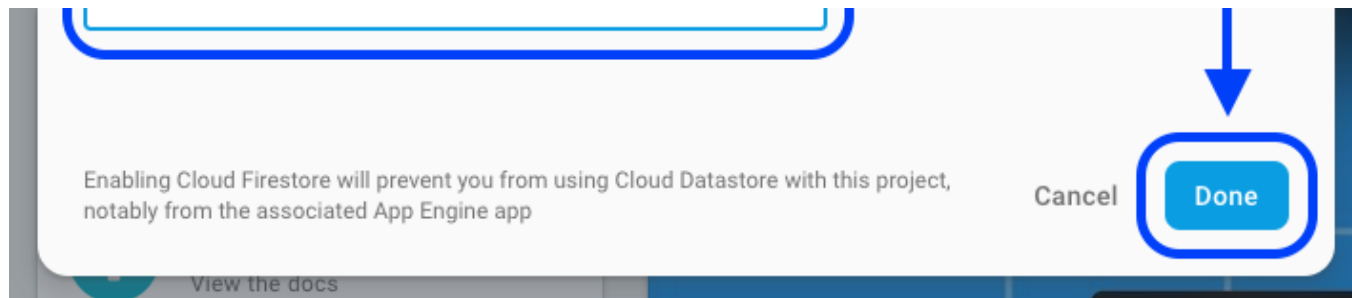 Enabling Cloud Firestore will prevent you from using Cloud Datastore with this project,
notably from the associated App Engine app
Cancel
Done
View the docs